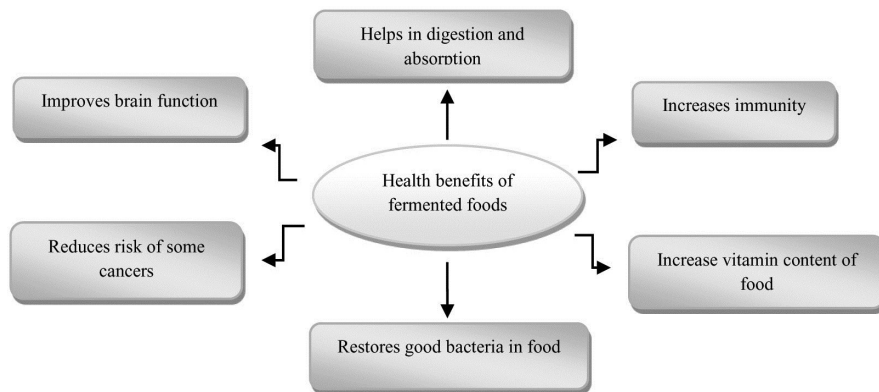 Helps in digestion and
absorption
Improves brain function
Increases immunity
Health benefits of
fermented foods
Reduces risk of some
cancers
Increase vitamin content of
food
Restores good bacteria in food